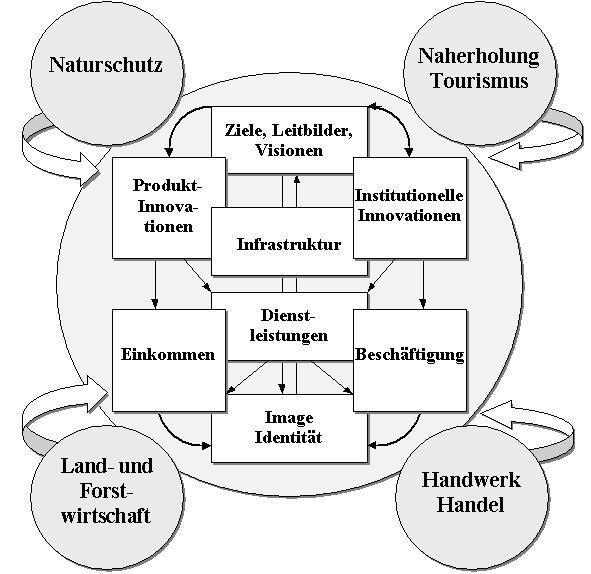 Naturschutz
Naherholung
Tourismus
Ziele, Leitbilder,
Visionen
Produkt-
Innova-
tionen
Institutionelle
Innovationen
Infrastruktur
Dienst-
leistungen
Einkommen
Beschäftigung
Image
Identität
Land- und
Forst-
wirtschaft
Handwerk
Handel